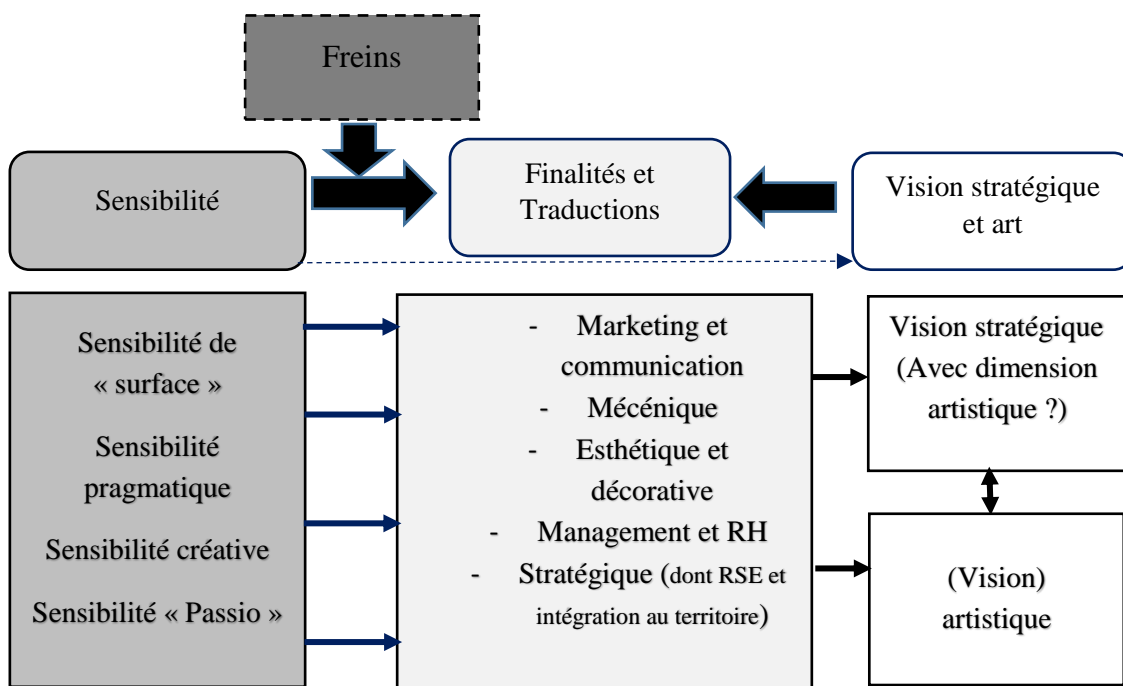 Freins
Sensibilité
Finalités et
Traductions
Vision stratégique
et art
Sensibilité de
« surface »
Sensibilité
pragmatique
Sensibilité créative
Sensibilité « Passio »
- Marketing et
communication
- Mécénique
- Esthétique et
décorative
- Management et RH
- Stratégique (dont RSE et
intégration au territoire)
Vision stratégique
(Avec dimension
artistique ?)
(Vision)
artistique